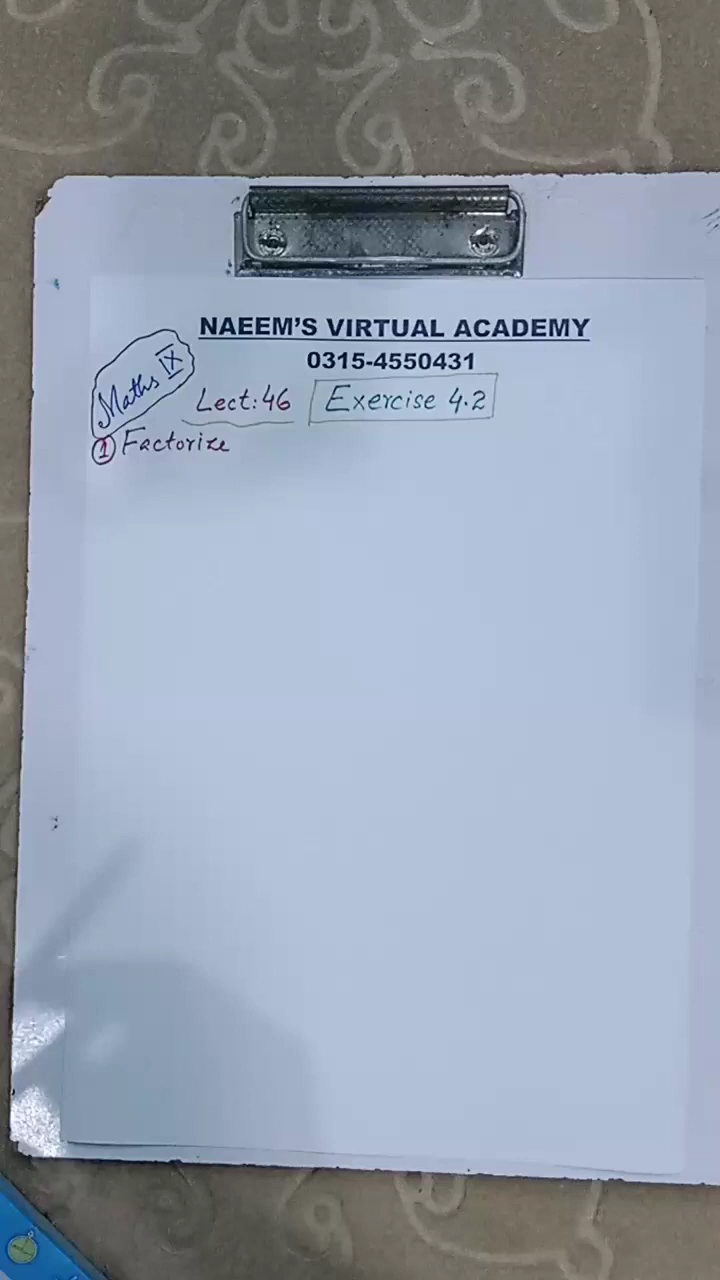 NAEEM'S VIRTUAL ACADEMY
0315-4550431
Maths IX
Lect: 46 Exercise 4.2
1 Factorize